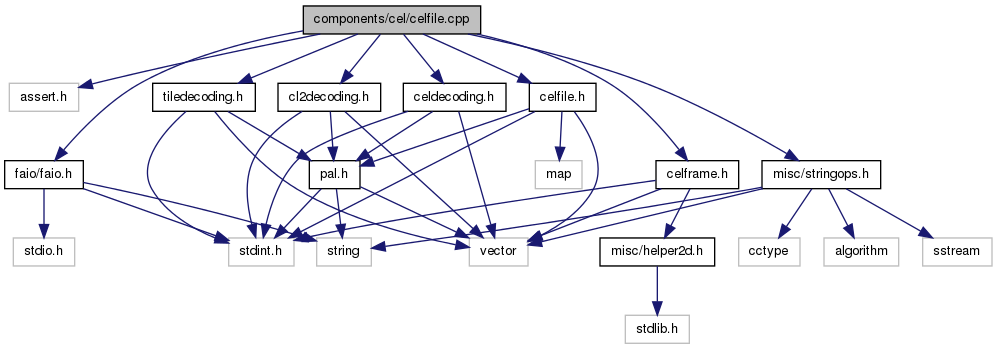 components/cel/celfile.cpp
assert.h
tiledecoding.h
cl2decoding.h
celdecoding.h
celfile.h
faio/faio.h
pal.h
map
celframe.h
misc/stringops.h
stdio.h
stdint.h
string
vector
misc/helper2d.h
cctype
algorithm
sstream
stdlib.h